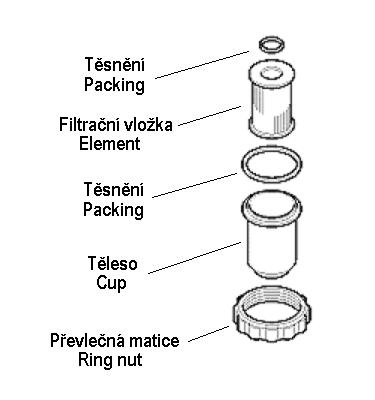 Těsnění
Packing
Filtrační vložka
Element
Těsnění
Packing
Těleso
Cup
Převlečná matice
Ring nut